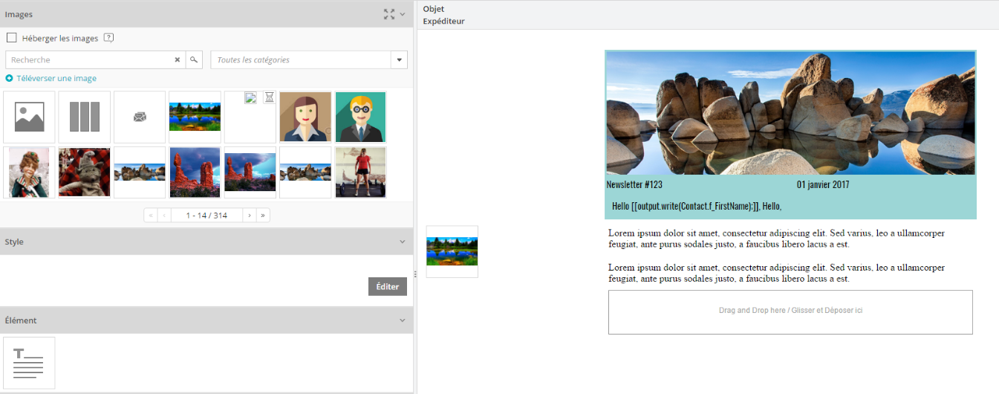 Images
Héberger les images ?
Recherche
Toutes les catégories
Téléverser une image
« ‹ 1 - 14 / 314 › »
Style
Éditer
Élément
T
Objet
Expéditeur
Newsletter #123 01 janvier 2017
Hello [[output.write(Contact.f_FirstName);]], Hello,
Lorem ipsum dolor sit amet, consectetur adipiscing elit. Sed varius, leo a ullamcorper
feugiat, ante purus sodales justo, a faucibus libero lacus a est.
Lorem ipsum dolor sit amet, consectetur adipiscing elit. Sed varius, leo a ullamcorper
feugiat, ante purus sodales justo, a faucibus libero lacus a est.
Drag and Drop here / Glisser et Déposer ici